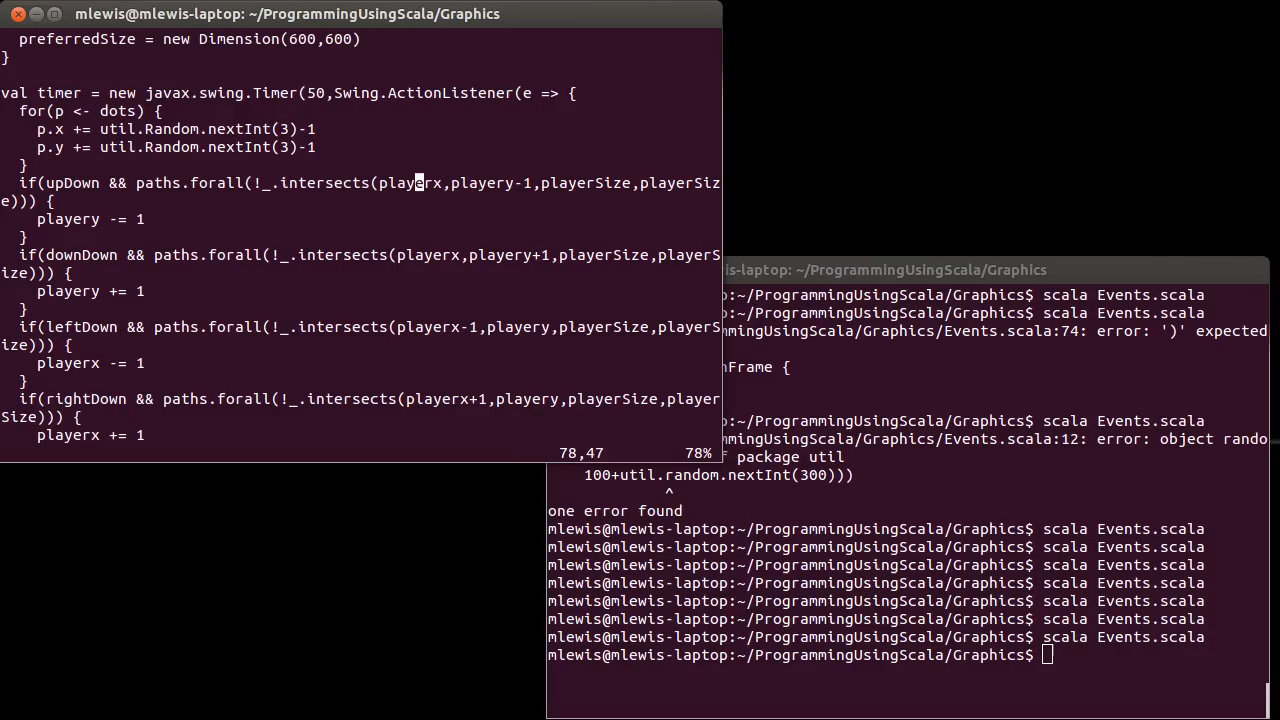 mlewis@mlewis-laptop: ~/ProgrammingUsingScala/Graphics
preferredSize = new Dimension(600,600)
}
val timer = new javax.swing.Timer(50,Swing.ActionListener(e => {
for(p <- dots) {
p.x += util.Random.nextInt(3)-1
p.y += util.Random.nextInt(3)-1
}
if(upDown && paths.forall(!_.intersects(playerx,playery-1,playerSize,playerSiz
e))) {
playery -= 1
}
if(downDown && paths.forall(!_.intersects(playerx,playery+1,playerSize,playerS
ize))) {
playery += 1
}
if(leftDown && paths.forall(!_.intersects(playerx-1,playery,playerSize,playerS
ize))) {
playerx -= 1
}
if(rightDown && paths.forall(!_.intersects(playerx+1,playery,playerSize,player
Size))) {
playerx += 1
78,47 78%
is-laptop: ~/ProgrammingUsingScala/Graphics
p:~/ProgrammingUsingScala/Graphics$ scala Events.scala
p:~/ProgrammingUsingScala/Graphics$ scala Events.scala
mmingUsingScala/Graphics/Events.scala:74: error: ')' expected
nFrame {
p:~/ProgrammingUsingScala/Graphics$ scala Events.scala
mmingUsingScala/Graphics/Events.scala:12: error: object rando
f package util
100+util.random.nextInt(300)))
^
one error found
mlewis@mlewis-laptop:~/ProgrammingUsingScala/Graphics$ scala Events.scala
mlewis@mlewis-laptop:~/ProgrammingUsingScala/Graphics$ scala Events.scala
mlewis@mlewis-laptop:~/ProgrammingUsingScala/Graphics$ scala Events.scala
mlewis@mlewis-laptop:~/ProgrammingUsingScala/Graphics$ scala Events.scala
mlewis@mlewis-laptop:~/ProgrammingUsingScala/Graphics$ scala Events.scala
mlewis@mlewis-laptop:~/ProgrammingUsingScala/Graphics$ scala Events.scala
mlewis@mlewis-laptop:~/ProgrammingUsingScala/Graphics$ scala Events.scala
mlewis@mlewis-laptop:~/ProgrammingUsingScala/Graphics$